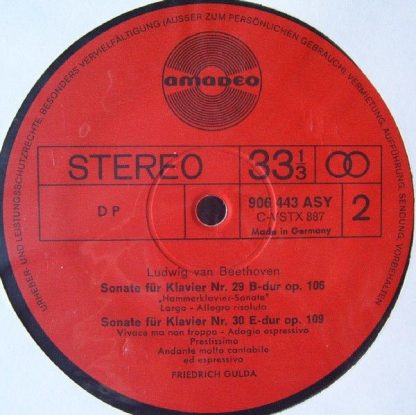 URHEBER- UND LEISTUNGSSCHUTZRECHTE, BESONDERS VERVIELFÄLTIGUNG (AUSSER ZUM PERSÖNLICHEN GEBRAUCH), VERMIETUNG, AUFFÜHRUNG, SENDUNG VORBEHALTEN
amadeo
STEREO 33 1/3
DP
906 443 ASY
C-AVSTX 887
Made in Germany
2
Ludwig van Beethoven
Sonate für Klavier Nr. 29 B-dur op. 106
„Hammerklavier-Sonate"
Largo - Allegro risoluto
Sonate für Klavier Nr. 30 E-dur op. 109
Vivace ma non troppo - Adagio espressivo
Prestissimo
Andante molto cantabile
ed espressivo
FRIEDRICH GULDA